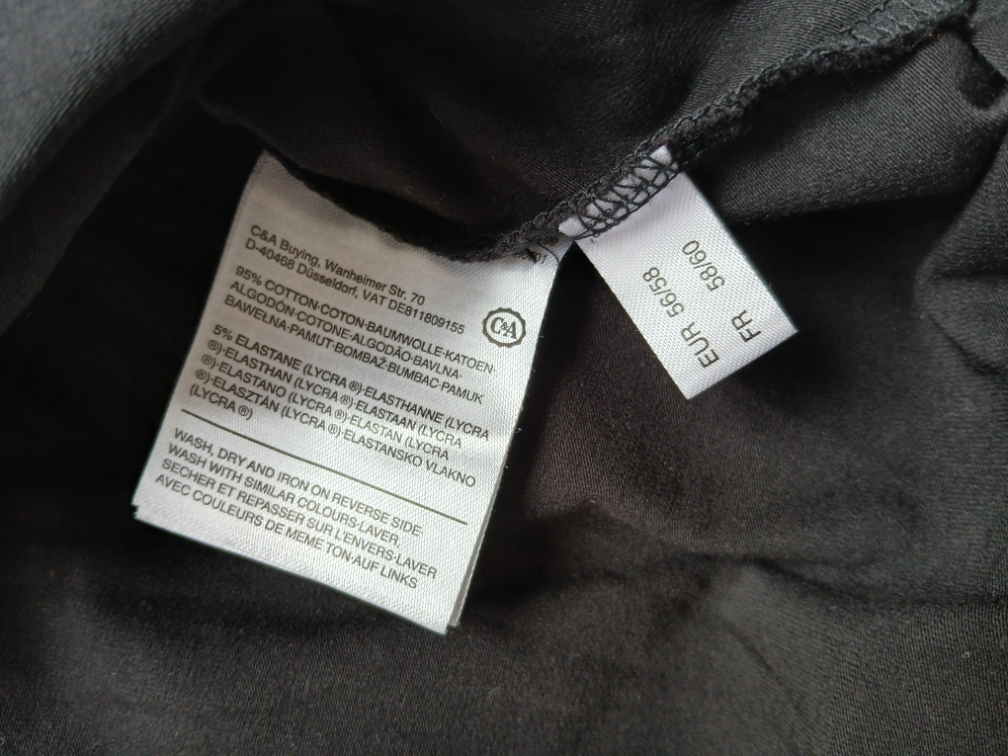 C&A Buying, Wanheimer Str. 70
D-40468 Düsseldorf, VAT DE811809155
C&A
95% COTTON·COTON·BAUMWOLLE·KATOEN·
ALGODÓN·COTONE·ALGODÃO·BAVLNA·
BAWEŁNA·PAMUT·BOMBAŽ·BUMBAC·PAMUK
5% ELASTANE (LYCRA ®)·ELASTHANNE (LYCRA
®)·ELASTHAN (LYCRA ®)·ELASTAAN (LYCRA
®)·ELASTANO (LYCRA ®)·ELASTAN (LYCRA
®)·ELASZTÁN (LYCRA ®)·ELASTANSKO VLAKNO
(LYCRA ®)
WASH, DRY AND IRON ON REVERSE SIDE·
WASH WITH SIMILAR COLOURS·LAVER,
SECHER ET REPASSER SUR L'ENVERS·LAVER
AVEC COULEURS DE MEME TON·AUF LINKS
EUR 56/58
FR 58/60